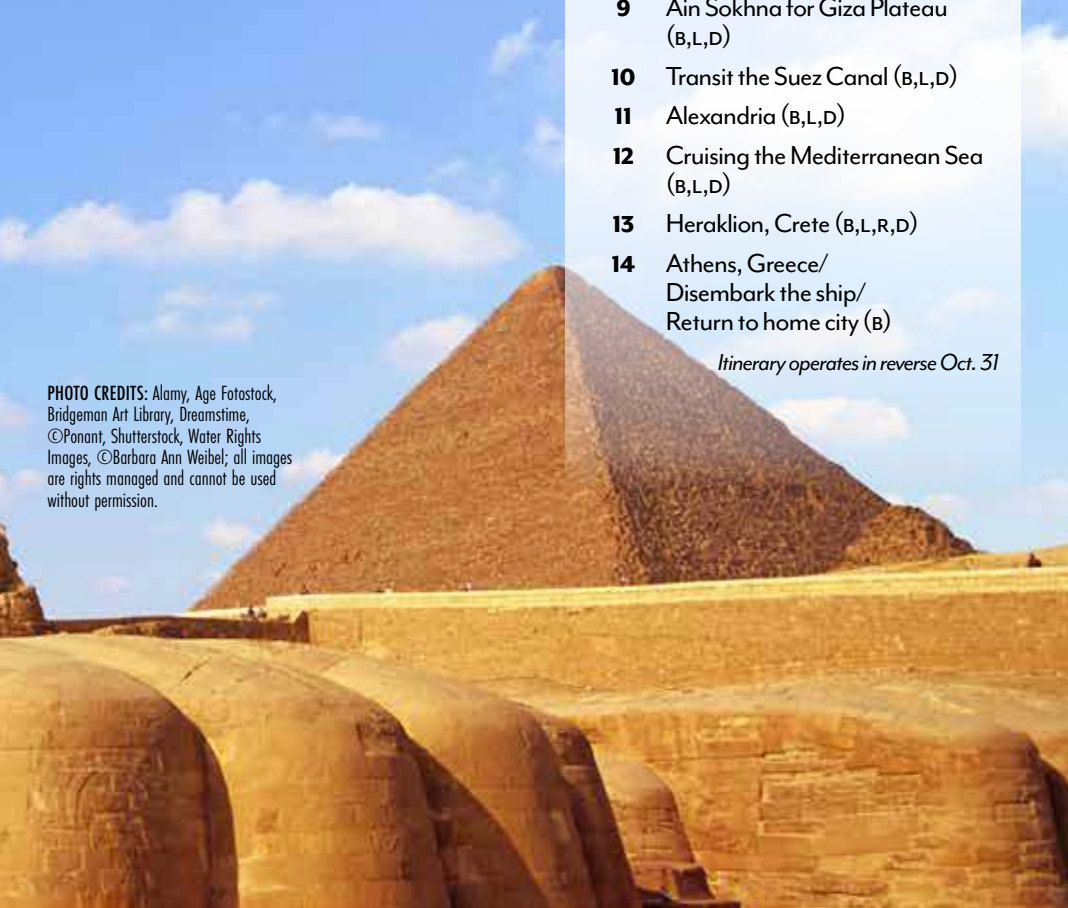 9 Ain Sokhna for Giza Plateau
(B,L,D)
10 Transit the Suez Canal (B,L,D)
11 Alexandria (B,L,D)
12 Cruising the Mediterranean Sea
(B,L,D)
13 Heraklion, Crete (B,L,R,D)
14 Athens, Greece/
Disembark the ship/
Return to home city (B)
Itinerary operates in reverse Oct. 31
PHOTO CREDITS: Alamy, Age Fotostock,
Bridgeman Art Library, Dreamstime,
©Ponant, Shutterstock, Water Rights
Images, ©Barbara Ann Weibel; all images
are rights managed and cannot be used
without permission.